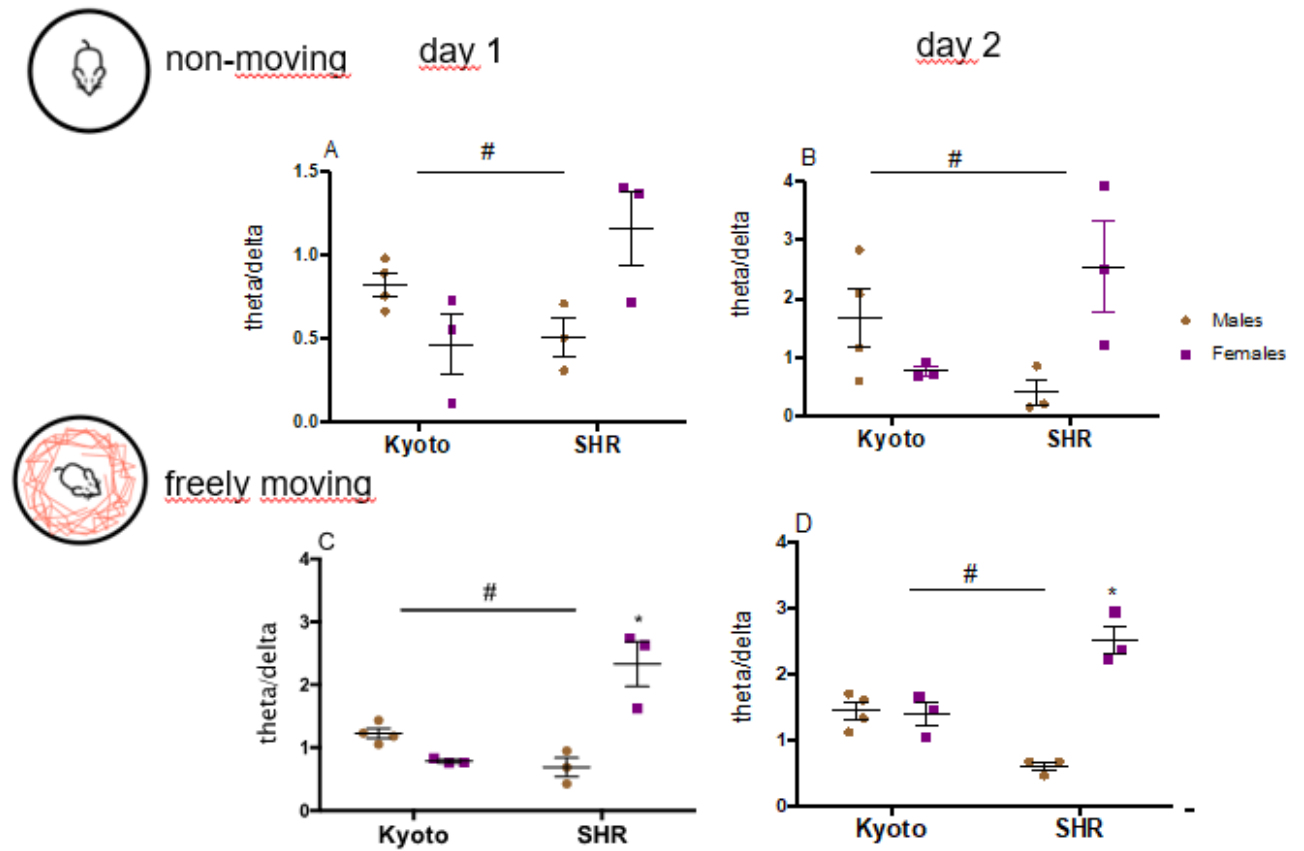 non-moving
day 1
day 2
A
#
1.5
1.0
0.5
0.0
theta/delta
Kyoto
SHR
B
#
4
3
2
1
0
theta/delta
Kyoto
SHR
Males
Females
freely moving
C
#
*
4
3
2
1
0
theta/delta
Kyoto
SHR
D
#
*
4
3
2
1
0
theta/delta
Kyoto
SHR